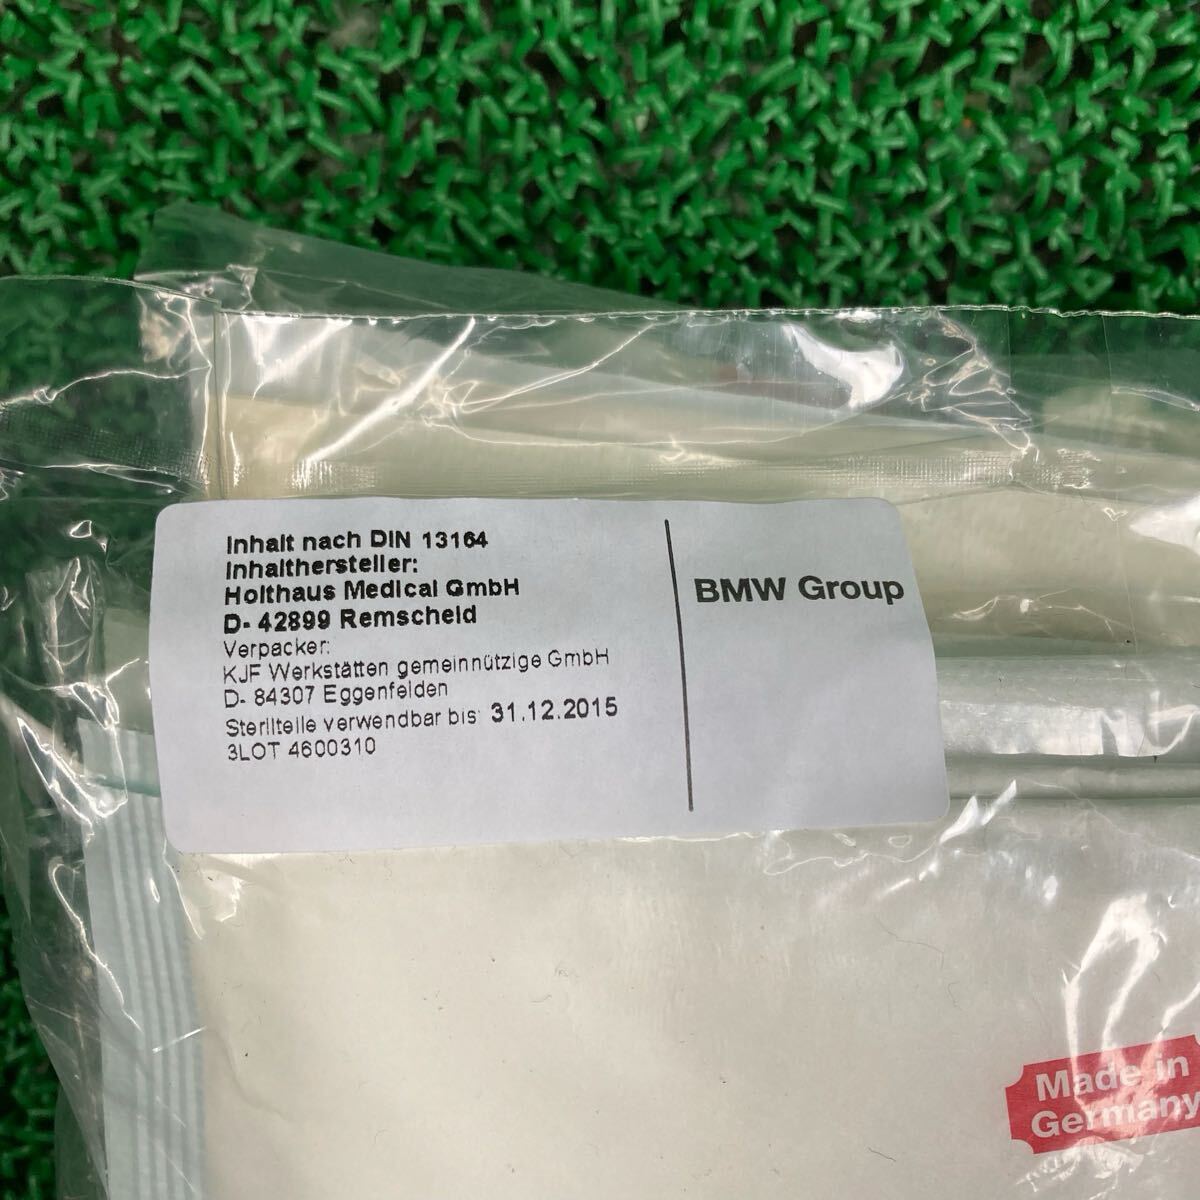 Inhalt nach DIN 13164
Inhalthersteller:
Holthaus Medical GmbH
D- 42899 Remscheid
Verpacker:
KJF Werkstätten gemeinnützige GmbH
D- 84307 Eggenfelden
Sterilteile verwendbar bis: 31.12.2015
3LOT 4600310
BMW Group
Made in
Germany